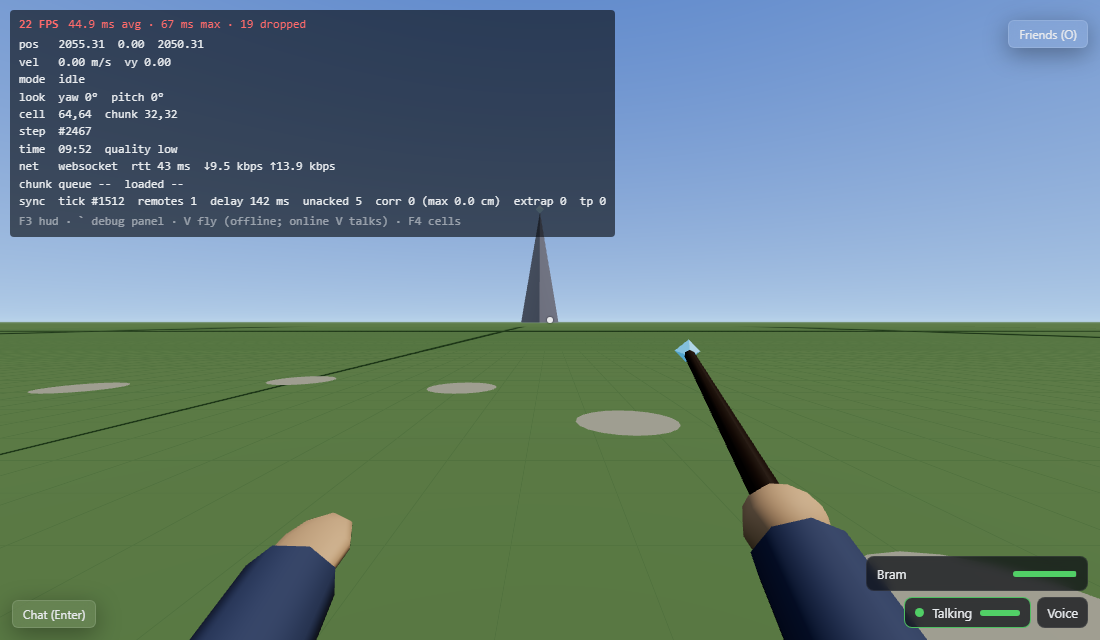 22 FPS 44.9 ms avg · 67 ms max · 19 dropped
pos 2055.31 0.00 2050.31
vel 0.00 m/s vy 0.00
mode idle
look yaw 0° pitch 0°
cell 64,64 chunk 32,32
step #2467
time 09:52 quality low
net websocket rtt 43 ms ↓9.5 kbps ↑13.9 kbps
chunk queue -- loaded --
sync tick #1512 remotes 1 delay 142 ms unacked 5 corr 0 (max 0.0 cm) extrap 0 tp 0
F3 hud · ` debug panel · V fly (offline; online V talks) · F4 cells
Friends (O)
Bram
Talking
Voice
Chat (Enter)